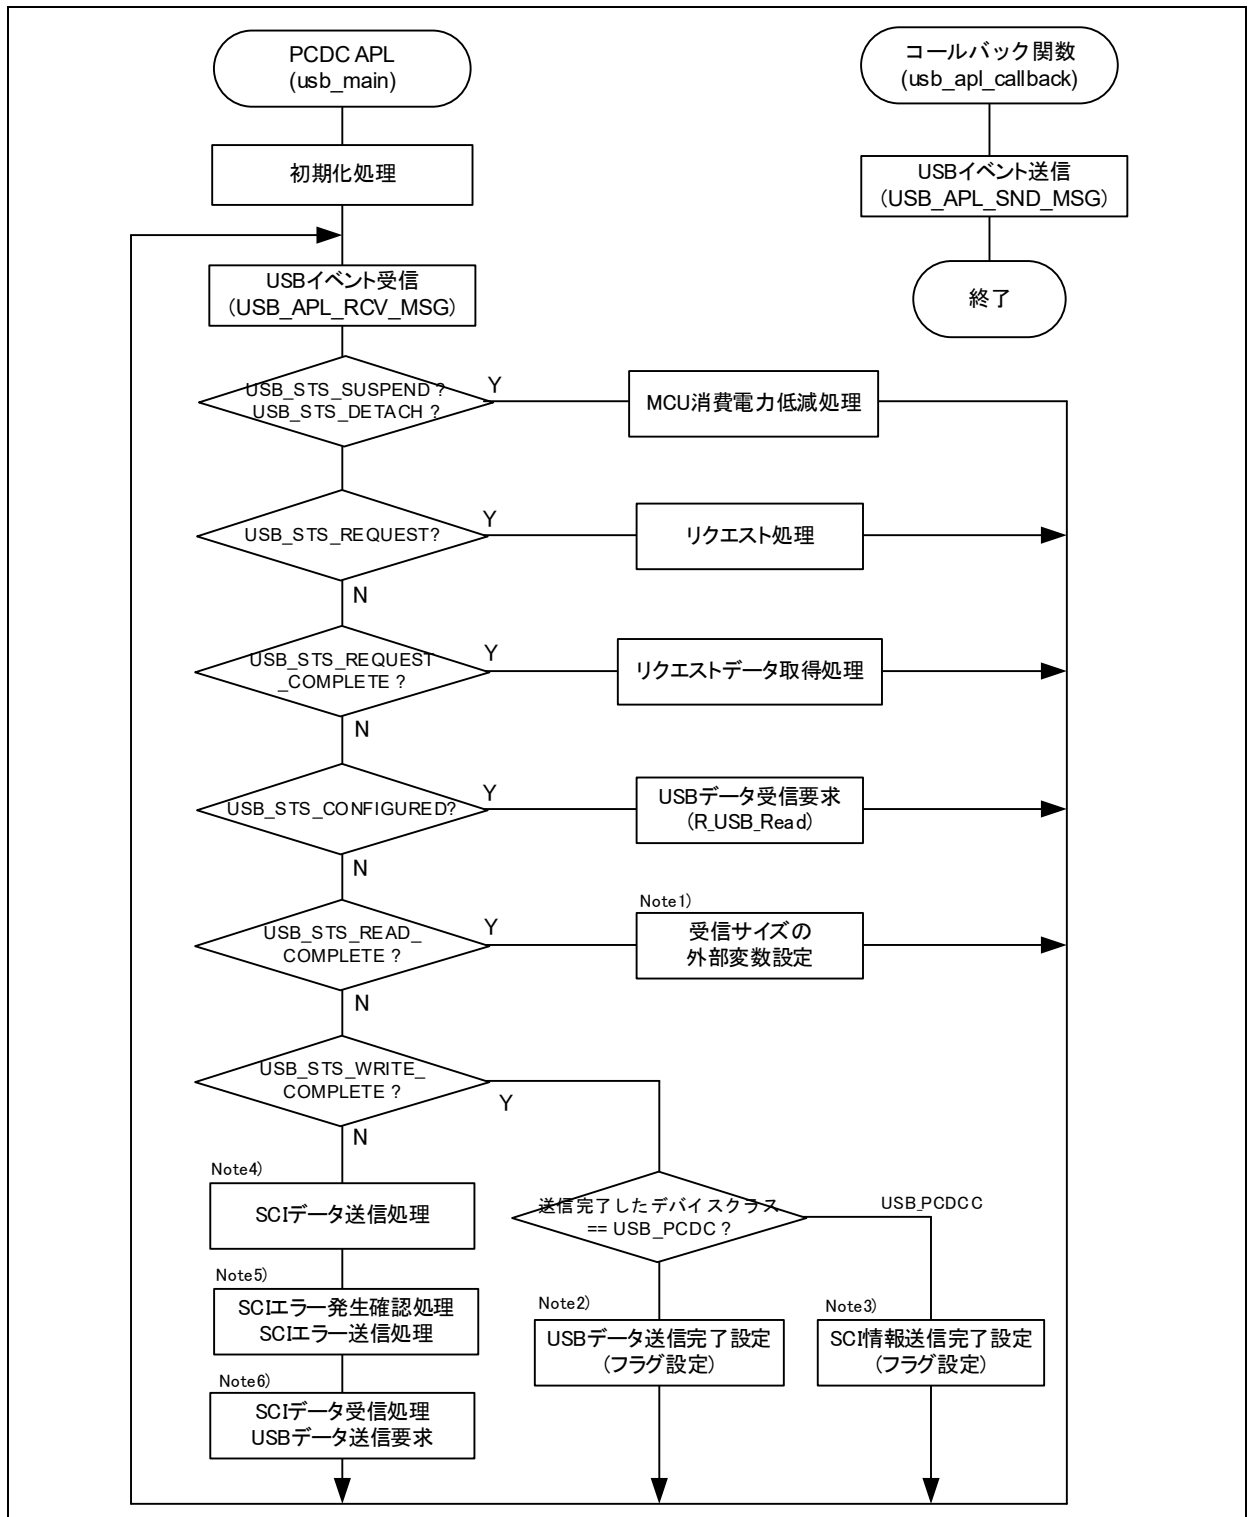 PCDC APL
(usb_main)
初期化処理
USBイベント受信
(USB_APL_RCV_MSG)
USB_STS_SUSPEND ?
USB_STS_DETACH ?
Y
MCU消費電力低減処理
USB_STS_REQUEST?
Y
リクエスト処理
N
USB_STS_REQUEST
_COMPLETE ?
Y
リクエストデータ取得処理
N
USB_STS_CONFIGURED?
Y
USBデータ受信要求
(R_USB_Read)
N
USB_STS_READ_
COMPLETE ?
Y
Note1)
受信サイズの
外部変数設定
N
USB_STS_WRITE_
COMPLETE ?
Y
N
Note4)
SCIデータ送信処理
送信完了したデバイスクラス
== USB_PCDC ?
USB_PCDCC
Note5)
SCIエラー発生確認処理
SCIエラー送信処理
Note2)
USBデータ送信完了設定
(フラグ設定)
Note3)
SCI情報送信完了設定
(フラグ設定)
Note6)
SCIデータ受信処理
USBデータ送信要求
コールバック関数
(usb_apl_callback)
USBイベント送信
(USB_APL_SND_MSG)
終了